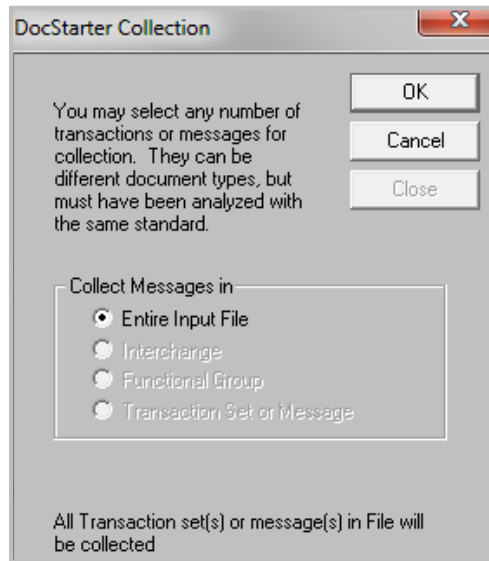 DocStarter Collection
You may select any number of
transactions or messages for
collection. They can be
different document types, but
must have been analyzed with
the same standard.
OK
Cancel
Close
Collect Messages in
Entire Input File
Interchange
Functional Group
Transaction Set or Message
All Transaction set(s) or message(s) in File will
be collected